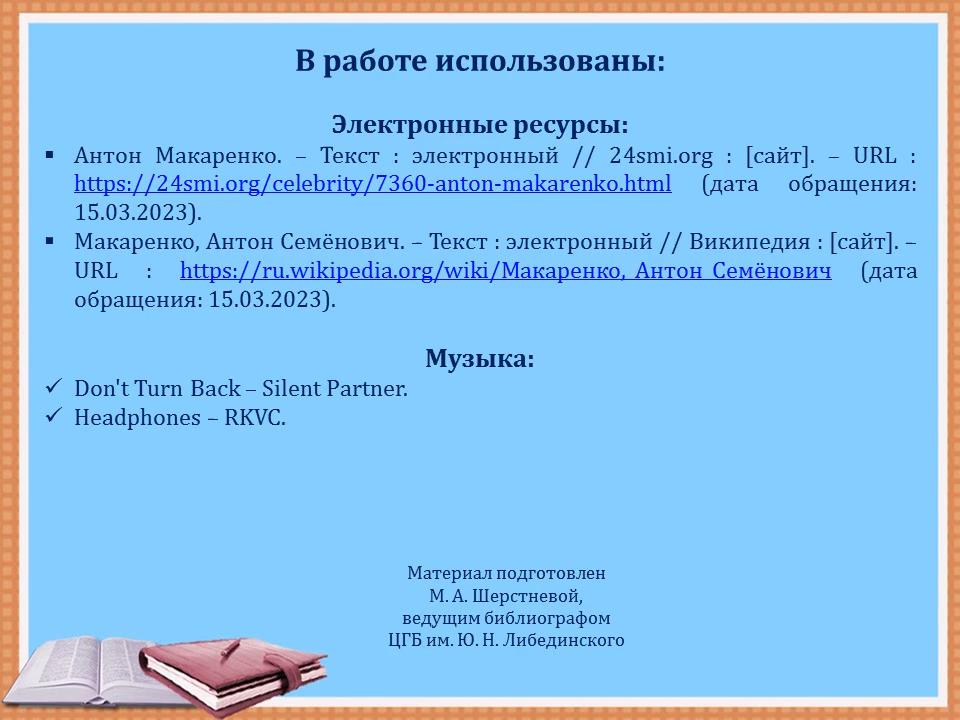 В работе использованы:
Электронные ресурсы:
▪ Антон Макаренко. – Текст : электронный // 24smi.org : [сайт]. – URL :
https://24smi.org/celebrity/7360-anton-makarenko.html (дата обращения:
15.03.2023).
▪ Макаренко, Антон Семёнович. – Текст : электронный // Википедия : [сайт]. –
URL : https://ru.wikipedia.org/wiki/Макаренко,_Антон_Семёнович (дата
обращения: 15.03.2023).
Музыка:
✓ Don't Turn Back – Silent Partner.
✓ Headphones – RKVC.
Материал подготовлен
М. А. Шерстневой,
ведущим библиографом
ЦГБ им. Ю. Н. Либединского